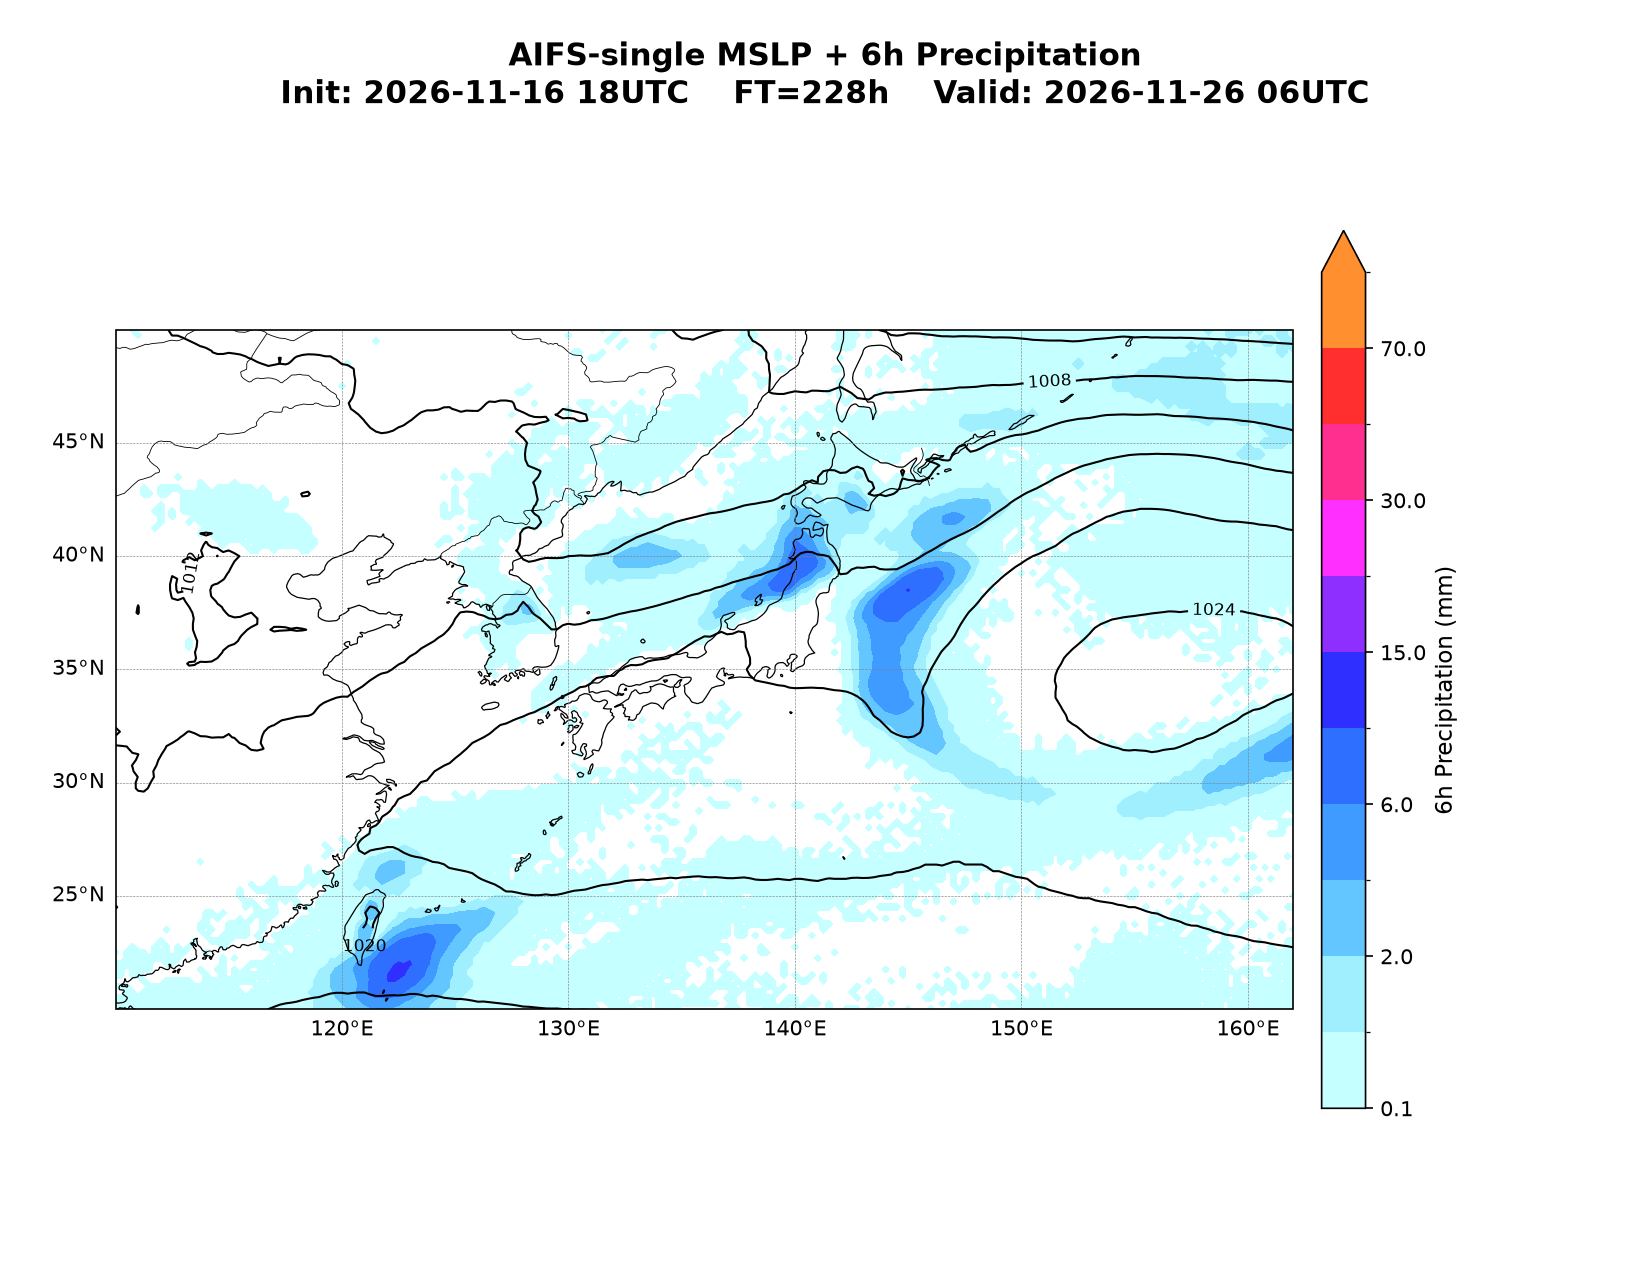 AIFS-single MSLP + 6h Precipitation
Init: 2026-11-16 18UTC    FT=228h    Valid: 2026-11-26 06UTC
70.0
1008
45°N
30.0
40°N
1012
15.0
1024
35°N
6h Precipitation (mm)
30°N
6.0
25°N
1020
2.0
120°E 130°E 140°E 150°E 160°E
0.1